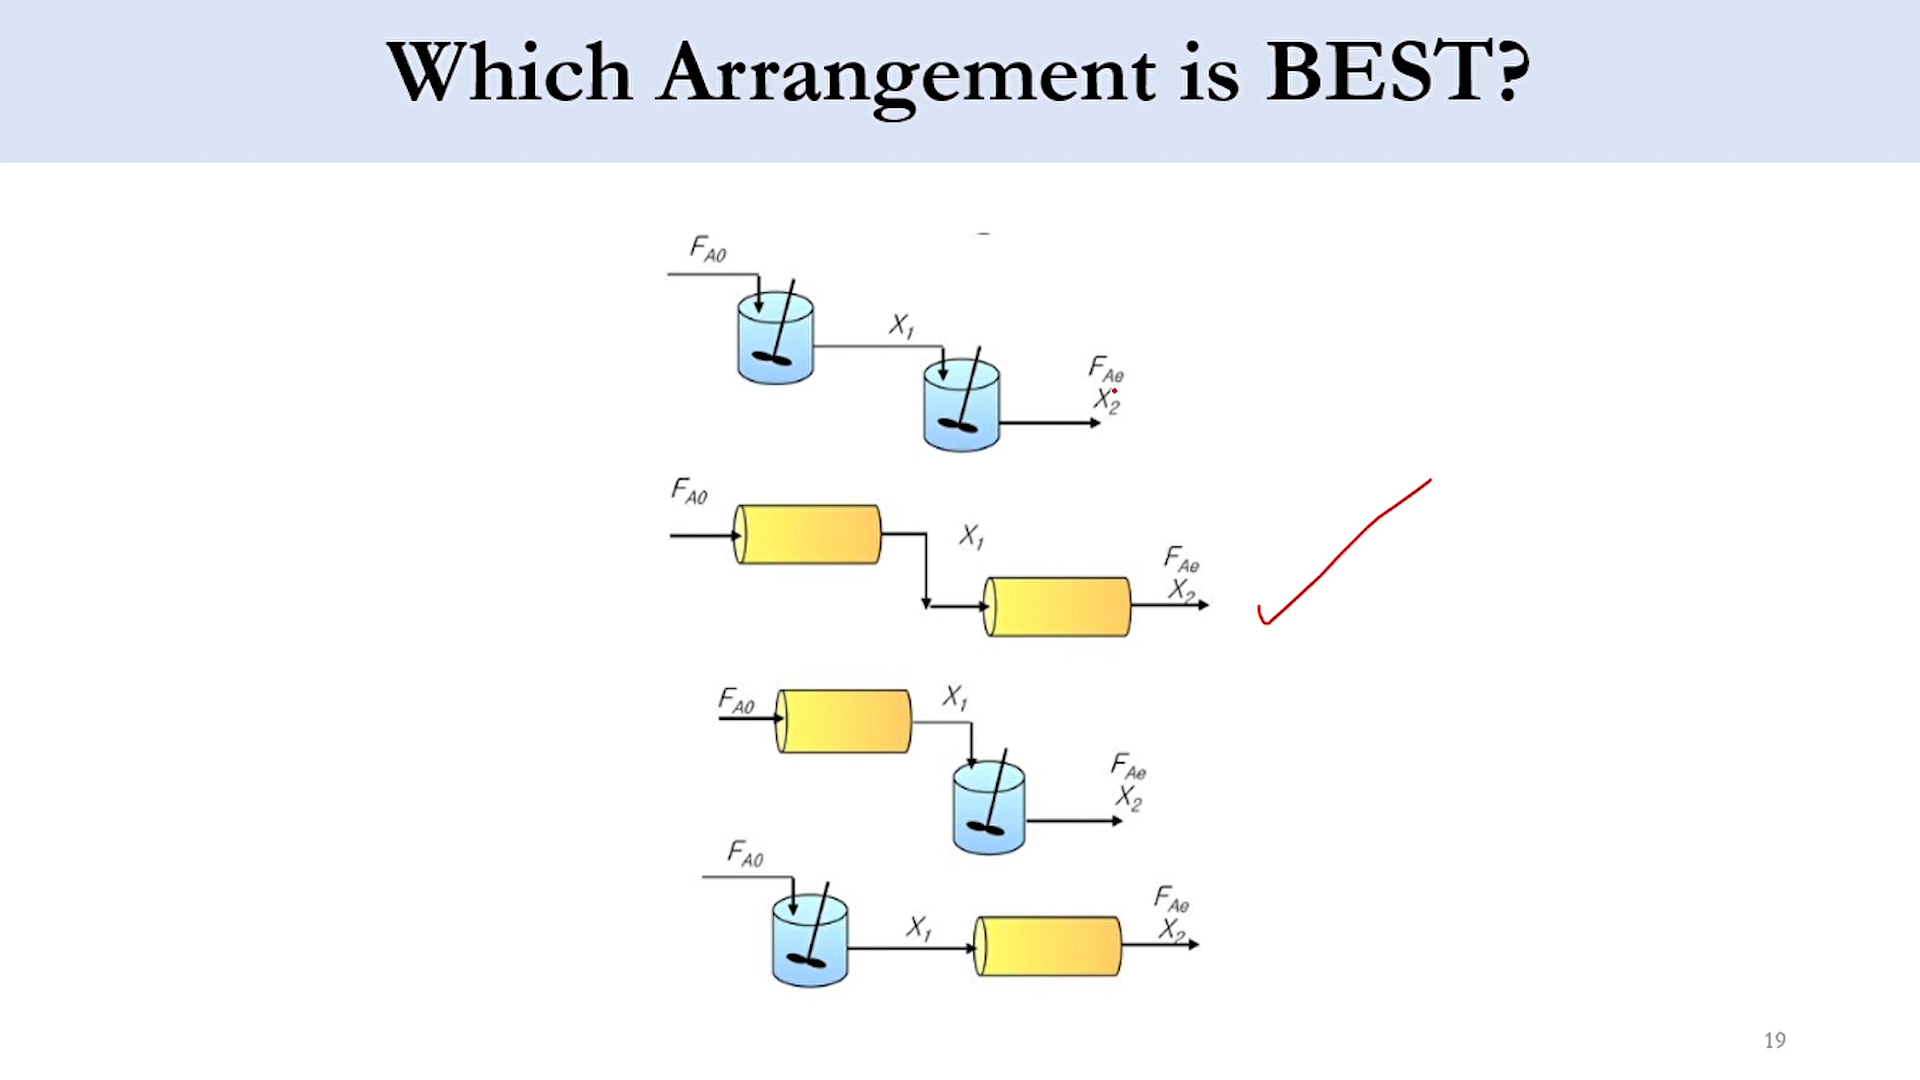 Which Arrangement is BEST?
F_A0
X_1
F_Ae
X_2
F_A0
X_1
F_Ae
X_2
F_A0
X_1
F_Ae
X_2
F_A0
X_1
F_Ae
X_2
19